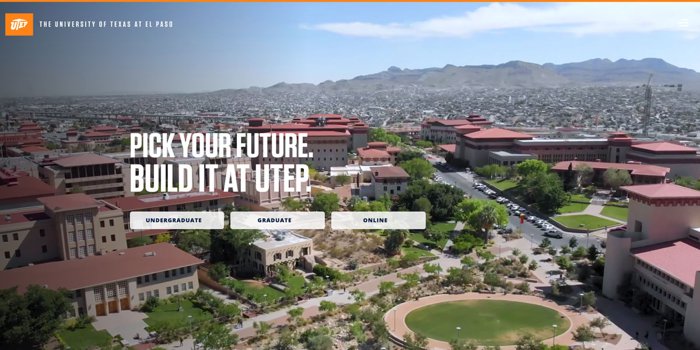 UTEP
THE UNIVERSITY OF TEXAS AT EL PASO
PICK YOUR FUTURE.
BUILD IT AT UTEP.
UNDERGRADUATE
GRADUATE
ONLINE